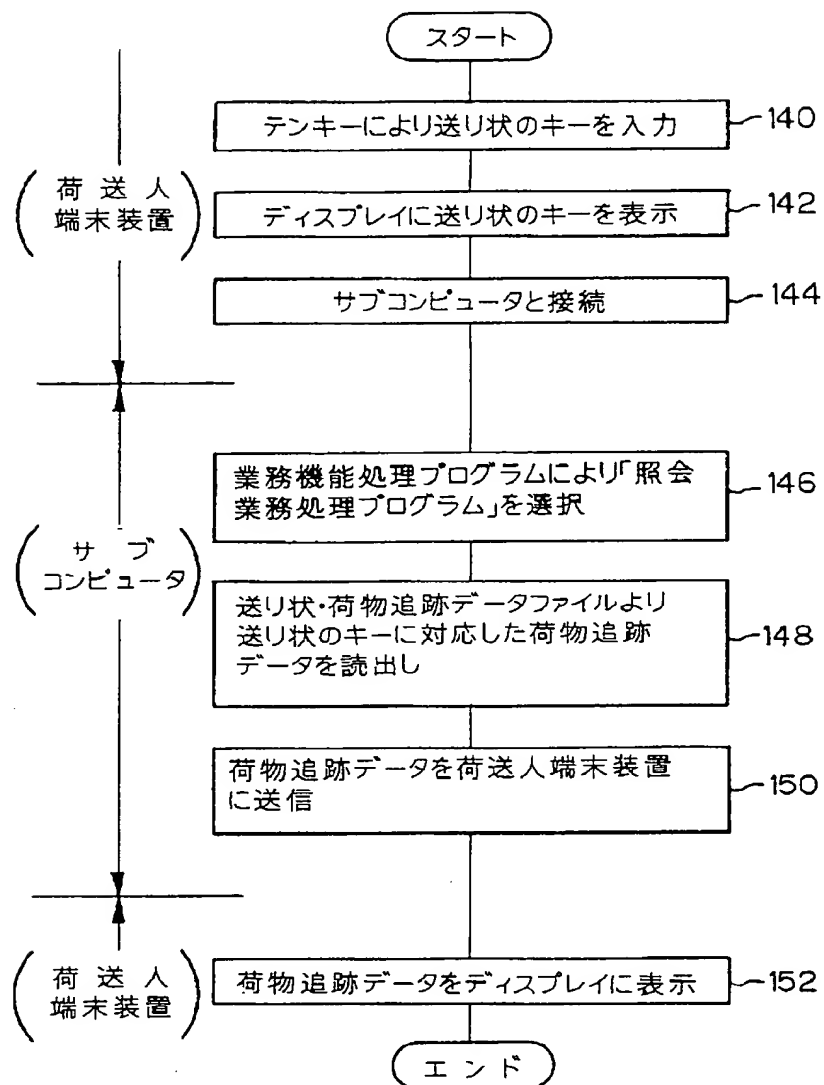 スタート
テンキーにより送り状のキーを入力
140
荷送人
端末装置
ディスプレイに送り状のキーを表示
142
サブコンピュータと接続
144
業務機能処理プログラムにより「照会
業務処理プログラム」を選択
146
サブ
コンピュータ
送り状・荷物追跡データファイルより
送り状のキーに対応した荷物追跡
データを読出し
148
荷物追跡データを荷送人端末装置
に送信
150
荷送人
端末装置
荷物追跡データをディスプレイに表示
152
エンド